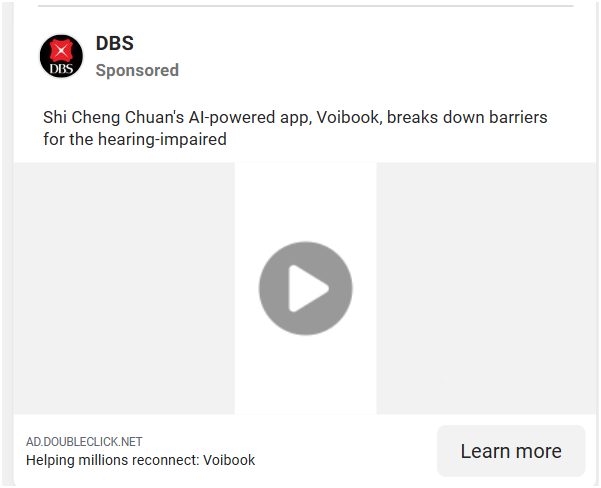 DBS
DBS
Sponsored
Shi Cheng Chuan's AI-powered app, Voibook, breaks down barriers
for the hearing-impaired
AD.DOUBLECLICK.NET
Helping millions reconnect: Voibook
Learn more